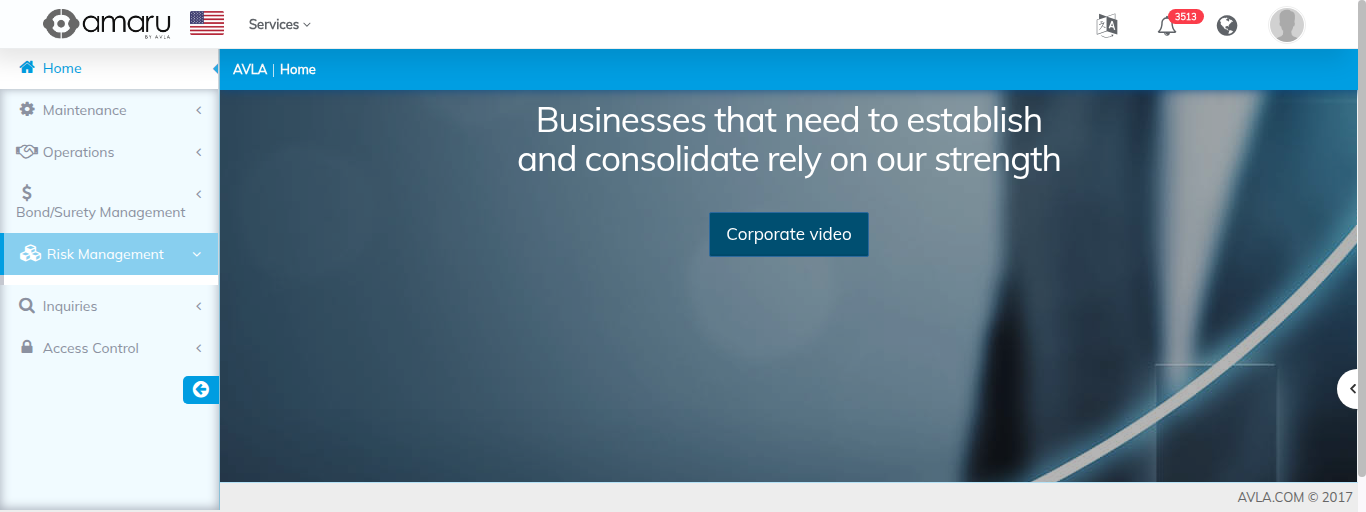 amaru
BY AVLA
Services
3513
Home
AVLA | Home
Maintenance
Operations
Bond/Surety Management
Risk Management
Inquiries
Access Control
Businesses that need to establish
and consolidate rely on our strength
Corporate video
AVLA.COM © 2017